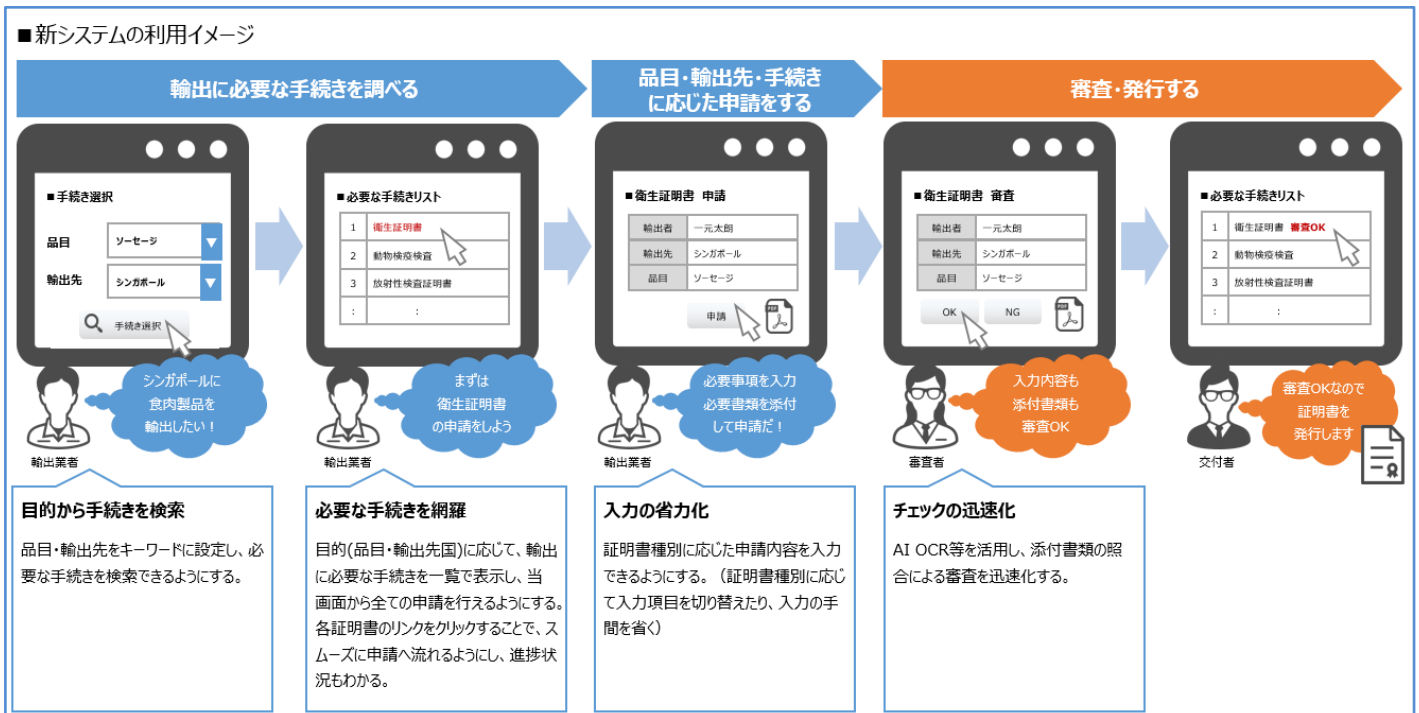 ■新システムの利用イメージ
輸出に必要な手続きを調べる
品目・輸出先・手続き
に応じた申請をする
審査・発行する
■手続き選択
品目
ソーセージ
輸出先
シンガポール
手続き選択
シンガポールに
食肉製品を
輸出したい！
輸出業者
■必要な手続きリスト
1 衛生証明書
2 動物検疫検査
3 放射性検査証明書
： ：
まずは
衛生証明書
の申請をしよう
輸出業者
■衛生証明書 申請
輸出者 一元太朗
輸出先 シンガポール
品目 ソーセージ
申請
PDF
必要事項を入力
必要書類を添付
して申請だ！
輸出業者
■衛生証明書 審査
輸出者 一元太朗
輸出先 シンガポール
品目 ソーセージ
OK NG
PDF
入力内容も
添付書類も
審査OK
審査者
■必要な手続きリスト
1 衛生証明書 審査OK
2 動物検疫検査
3 放射性検査証明書
： ：
審査OKなので
証明書を
発行します
交付者
目的から手続きを検索
品目・輸出先をキーワードに設定し、必
要な手続きを検索できるようにする。
必要な手続きを網羅
目的(品目・輸出先国)に応じて、輸出
に必要な手続きを一覧で表示し、当
画面から全ての申請を行えるようにする。
各証明書のリンクをクリックすることで、ス
ムーズに申請へ流れるようにし、進捗状
況もわかる。
入力の省力化
証明書種別に応じた申請内容を入力
できるようにする。（証明書種別に応じ
て入力項目を切り替えたり、入力の手
間を省く）
チェックの迅速化
AI OCR等を活用し、添付書類の照
合による審査を迅速化する。